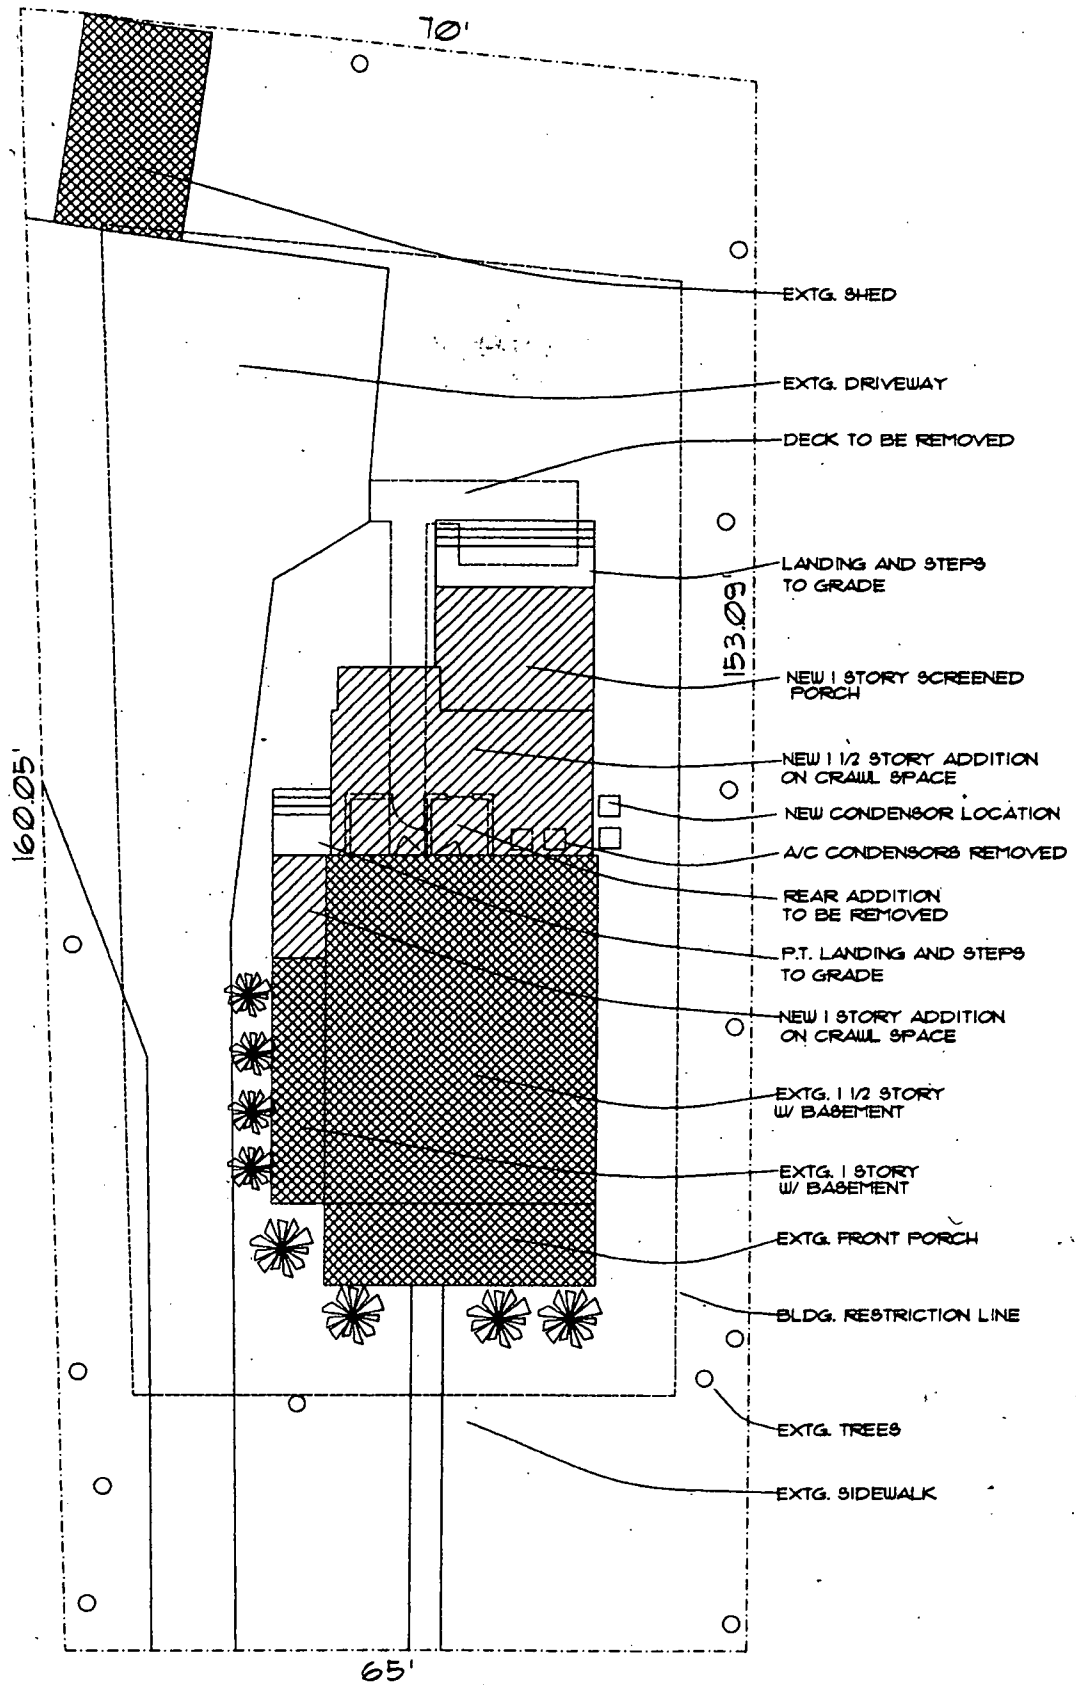 70'
EXTG. SHED
EXTG. DRIVEWAY
DECK TO BE REMOVED
LANDING AND STEPS
TO GRADE
153.09'
NEW 1 STORY SCREENED
PORCH
NEW 1 1/2 STORY ADDITION
ON CRAWL SPACE
160.05'
NEW CONDENSOR LOCATION
A/C CONDENSORS REMOVED
REAR ADDITION
TO BE REMOVED
P.T. LANDING AND STEPS
TO GRADE
NEW 1 STORY ADDITION
ON CRAWL SPACE
EXTG. 1 1/2 STORY
W/ BASEMENT
EXTG. 1 STORY
W/ BASEMENT
EXTG. FRONT PORCH
BLDG. RESTRICTION LINE
EXTG. TREES
EXTG. SIDEWALK
65'